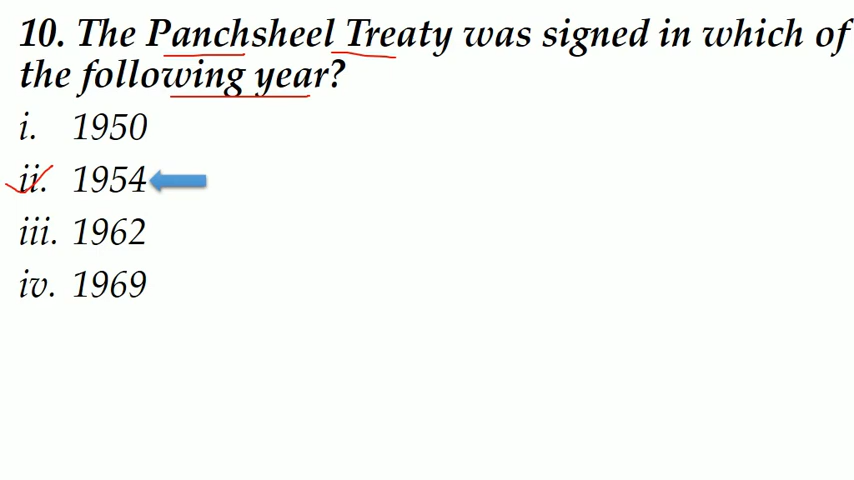 10. The Panchsheel Treaty was signed in which of
the following year?
i. 1950
ii. 1954
iii. 1962
iv. 1969